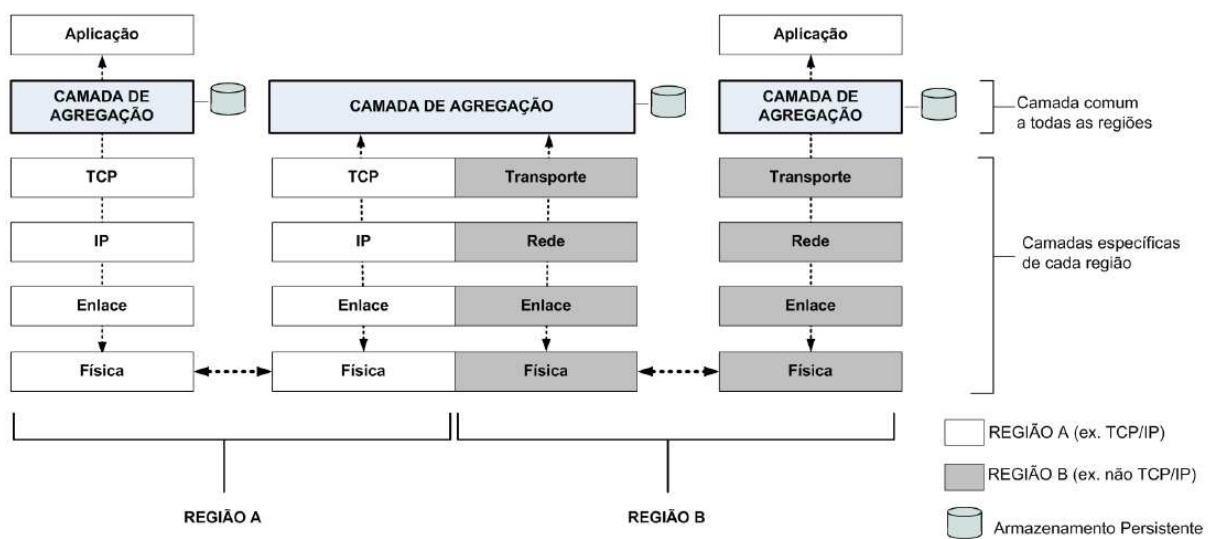 Aplicação
Aplicação
CAMADA DE
AGREGAÇÃO
CAMADA DE AGREGAÇÃO
CAMADA DE
AGREGAÇÃO
Camada comum
a todas as regiões
TCP
TCP
Transporte
Transporte
IP
IP
Rede
Rede
Camadas específicas
de cada região
Enlace
Enlace
Enlace
Enlace
Física
Física
Física
Física
REGIÃO A (ex. TCP/IP)
REGIÃO B (ex. não TCP/IP)
REGIÃO A
REGIÃO B
Armazenamento Persistente